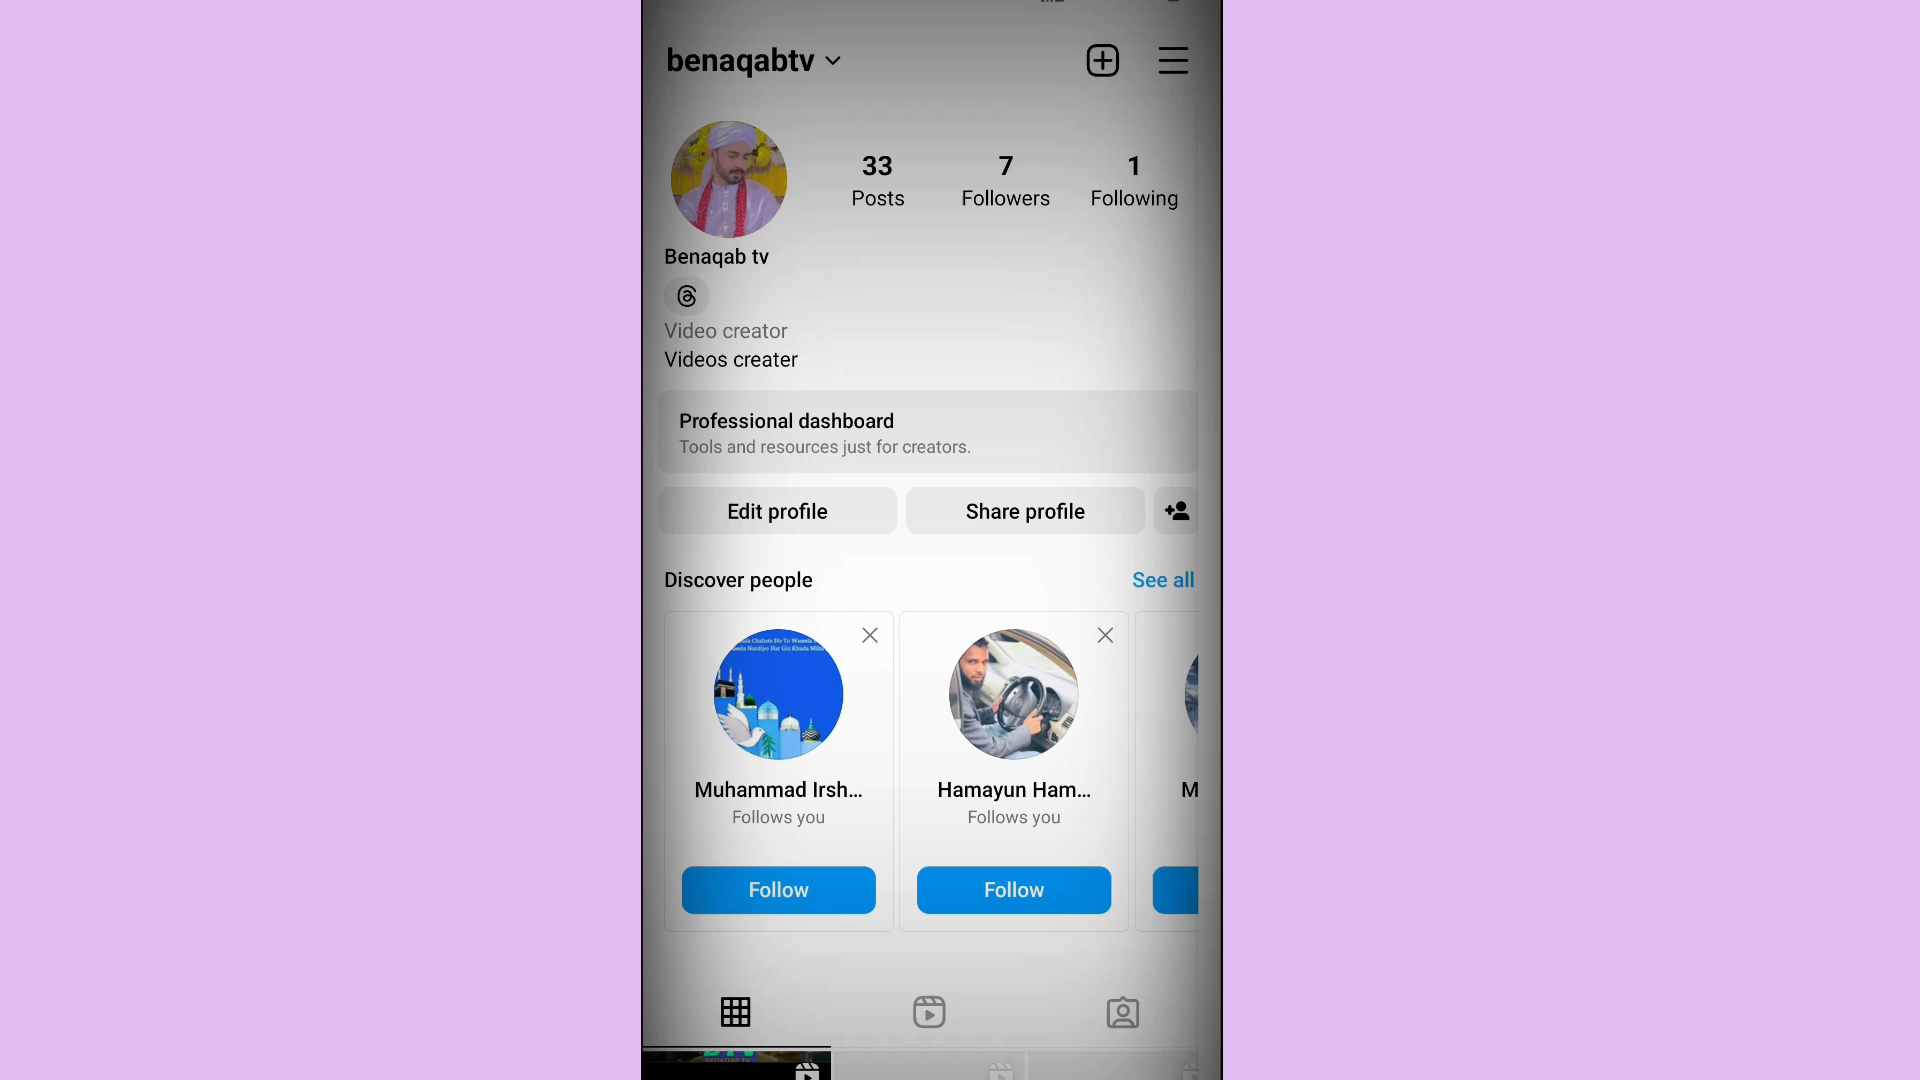 benaqabtv
33
7
1
Posts
Followers
Following
Benaqab tv
Video creator
Videos creater
Professional dashboard
Tools and resources just for creators.
Edit profile
Share profile
Discover people
See all
Muhammad Irsh...
Hamayun Ham...
M
Follows you
Follows you
Follow
Follow
BENAQAB TV